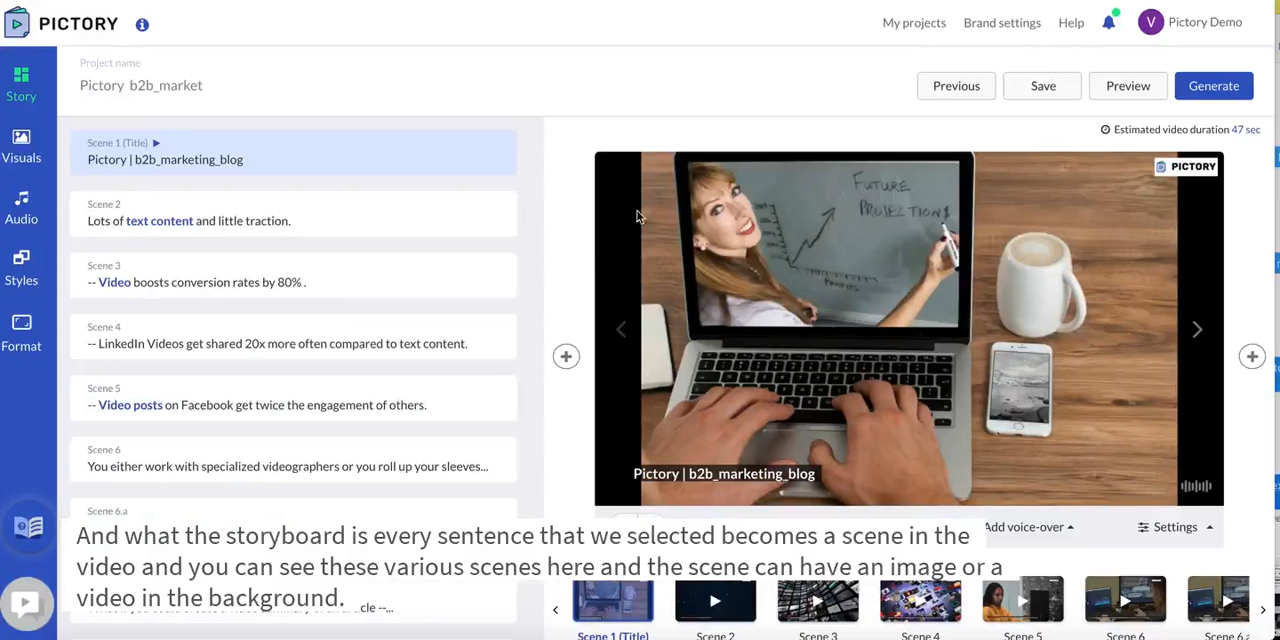 PICTORY
My projects
Brand settings
Help
V
Pictory Demo
Project name
Pictory b2b_market
Previous
Save
Preview
Generate
Story
Visuals
Audio
Styles
Format
Estimated video duration 47 sec
Scene 1 (Title)
Pictory | b2b_marketing_blog
Scene 2
Lots of text content and little traction.
Scene 3
-- Video boosts conversion rates by 80% .
Scene 4
-- LinkedIn Videos get shared 20x more often compared to text content.
Scene 5
-- Video posts on Facebook get twice the engagement of others.
Scene 6
You either work with specialized videographers or you roll up your sleeves...
Scene 6.a
PICTORY
FUTURE
PROJECTIONS
BENEFITS
Pictory | b2b_marketing_blog
Add voice-over
Settings
And what the storyboard is every sentence that we selected becomes a scene in the
video and you can see these various scenes here and the scene can have an image or a
video in the background.
Scene 1 (Title)
Scene 2
Scene 3
Scene 4
Scene 5
Scene 6
Scene 6.a